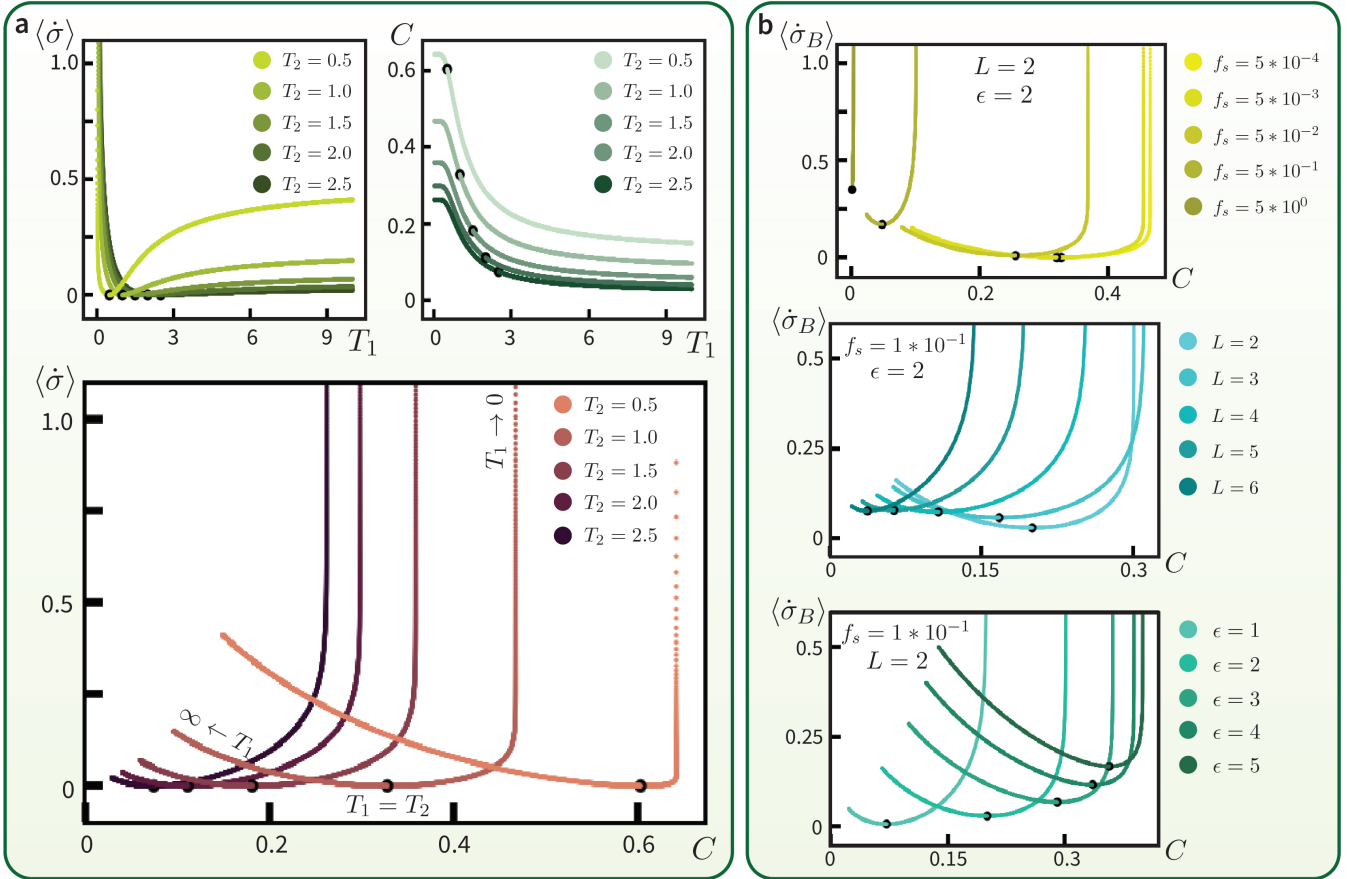 a
⟨σ̇⟩
1.0
0.5
0
0 3 6 9 T₁
T₂ = 0.5
T₂ = 1.0
T₂ = 1.5
T₂ = 2.0
T₂ = 2.5
C
0.6
0.4
0.2
0
0 3 6 9 T₁
T₂ = 0.5
T₂ = 1.0
T₂ = 1.5
T₂ = 2.0
T₂ = 2.5
⟨σ̇⟩
1.0
0.5
0
0 0.2 0.4 0.6 C
T₁ → 0
∞ ← T₁
T₁ = T₂
T₂ = 0.5
T₂ = 1.0
T₂ = 1.5
T₂ = 2.0
T₂ = 2.5
b
⟨σ̇_B⟩
1.0
0.5
0
0 0.2 0.4 C
L = 2
ϵ = 2
fₛ = 5 * 10⁻⁴
fₛ = 5 * 10⁻³
fₛ = 5 * 10⁻²
fₛ = 5 * 10⁻¹
fₛ = 5 * 10⁰
⟨σ̇_B⟩
0.5
0.25
0
0 0.15 0.3 C
fₛ = 1 * 10⁻¹
ϵ = 2
L = 2
L = 3
L = 4
L = 5
L = 6
⟨σ̇_B⟩
0.5
0.25
0
0 0.15 0.3 C
fₛ = 1 * 10⁻¹
L = 2
ϵ = 1
ϵ = 2
ϵ = 3
ϵ = 4
ϵ = 5